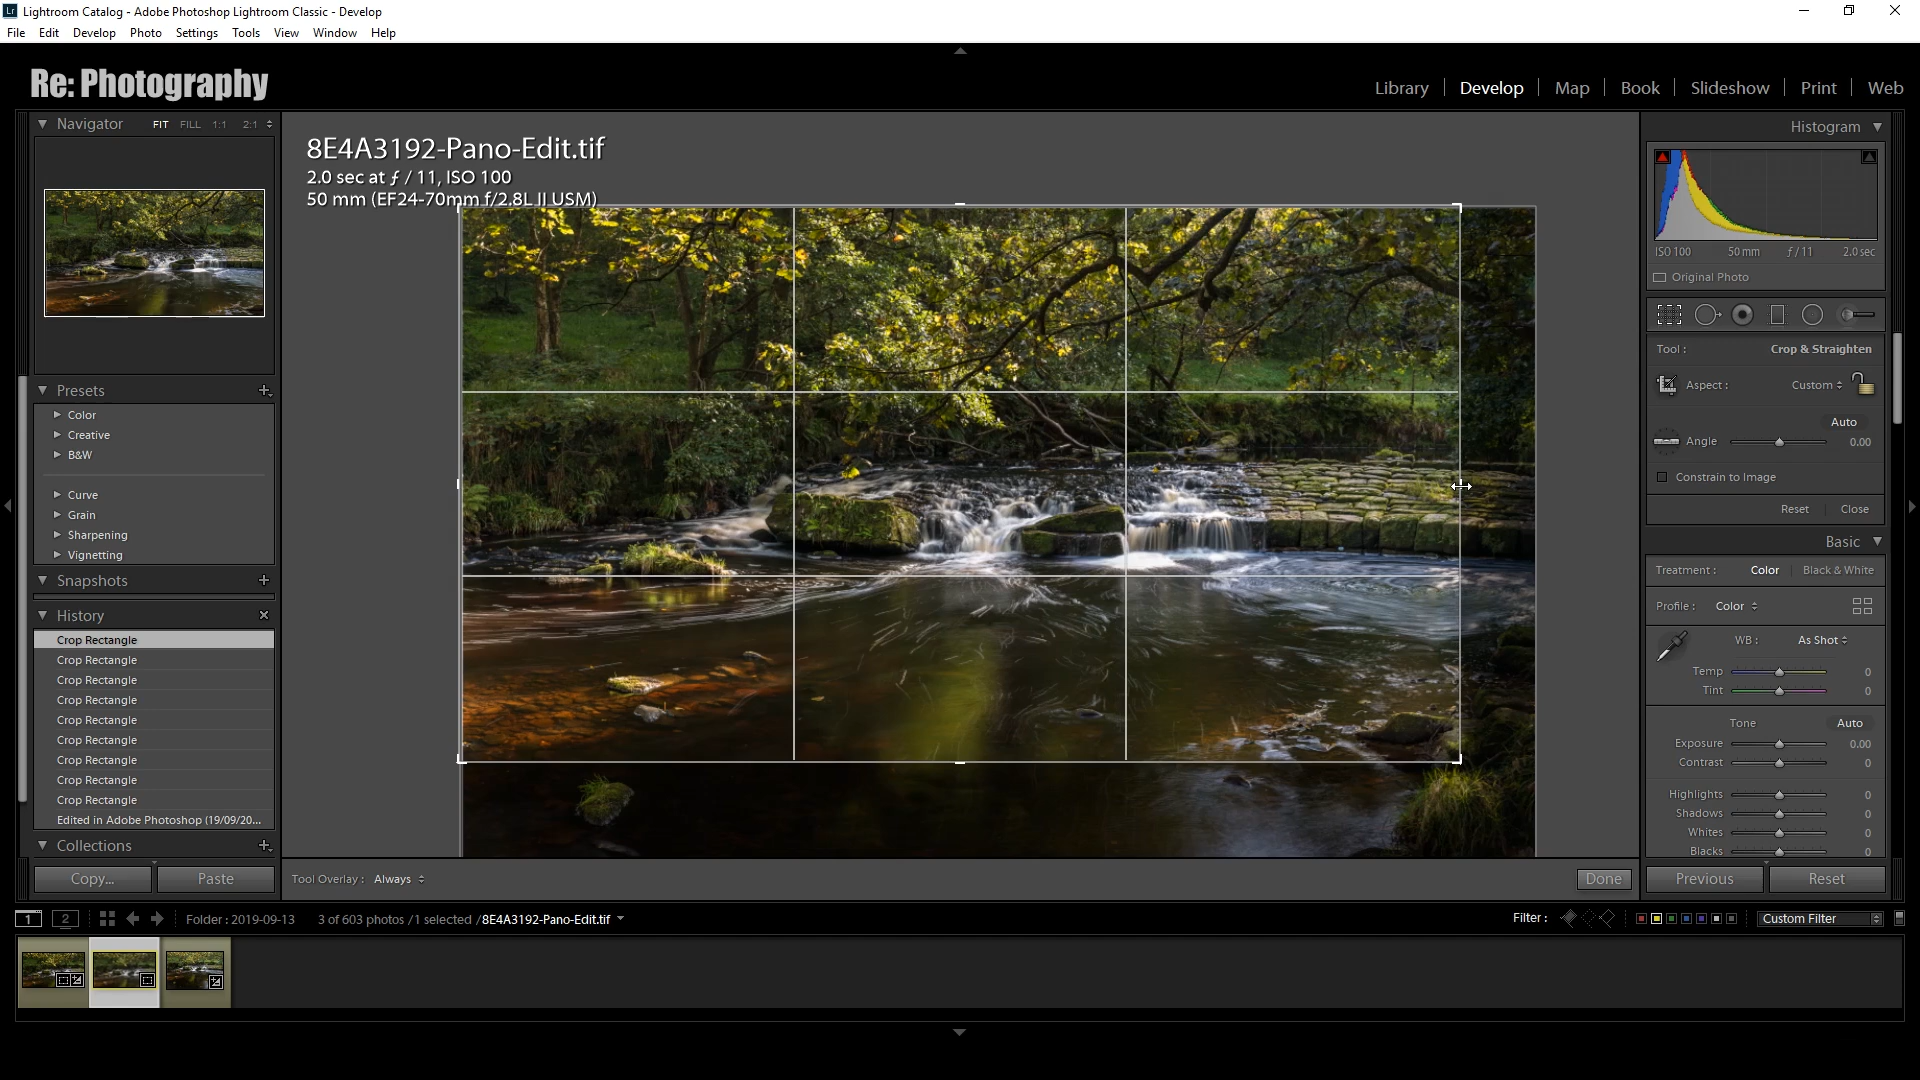 Lightroom Catalog - Adobe Photoshop Lightroom Classic - Develop
File Edit Develop Photo Settings Tools View Window Help
Re: Photography
Library Develop Map Book Slideshow Print Web
Navigator FIT FILL 1:1 2:1
8E4A3192-Pano-Edit.tif
2.0 sec at ƒ / 11, ISO 100
50 mm (EF24-70mm f/2.8L II USM)
Presets
Color
Creative
B&W
Curve
Grain
Sharpening
Vignetting
Snapshots
History
Crop Rectangle
Crop Rectangle
Crop Rectangle
Crop Rectangle
Crop Rectangle
Crop Rectangle
Crop Rectangle
Crop Rectangle
Crop Rectangle
Edited in Adobe Photoshop (19/09/20...
Collections
Copy... Paste
Tool Overlay : Always
Done
Histogram
ISO 100 50 mm ƒ / 11 2.0 sec
Original Photo
Tool : Crop & Straighten
Aspect : Custom
Auto
Angle 0.00
Constrain to Image
Reset Close
Basic
Treatment : Color Black & White
Profile : Color
WB : As Shot
Temp 0
Tint 0
Tone Auto
Exposure 0.00
Contrast 0
Highlights 0
Shadows 0
Whites 0
Blacks 0
Previous Reset
1 2 Folder : 2019-09-13 3 of 603 photos / 1 selected / 8E4A3192-Pano-Edit.tif
Filter : Custom Filter